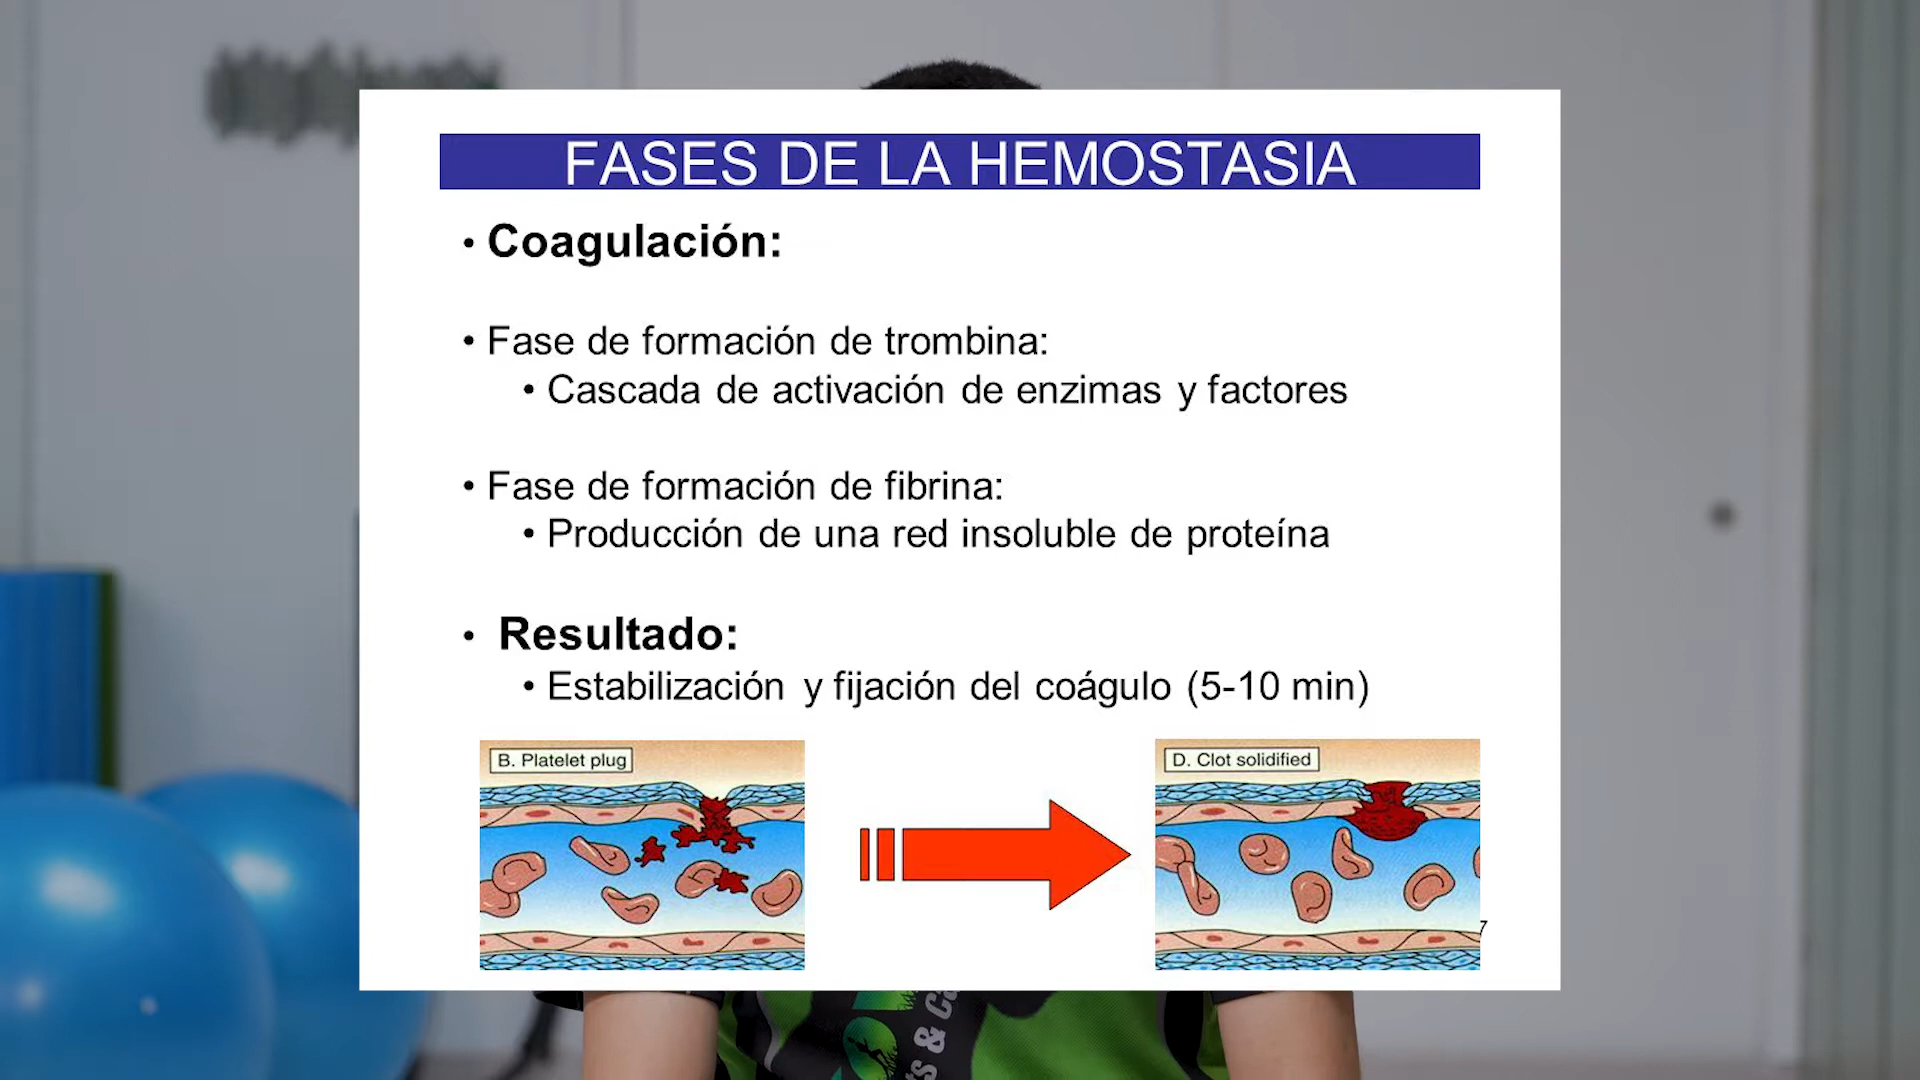 FASES DE LA HEMOSTASIA
• Coagulación:
• Fase de formación de trombina:
• Cascada de activación de enzimas y factores
• Fase de formación de fibrina:
• Producción de una red insoluble de proteína
• Resultado:
• Estabilización y fijación del coágulo (5-10 min)
B. Platelet plug
D. Clot solidified
7